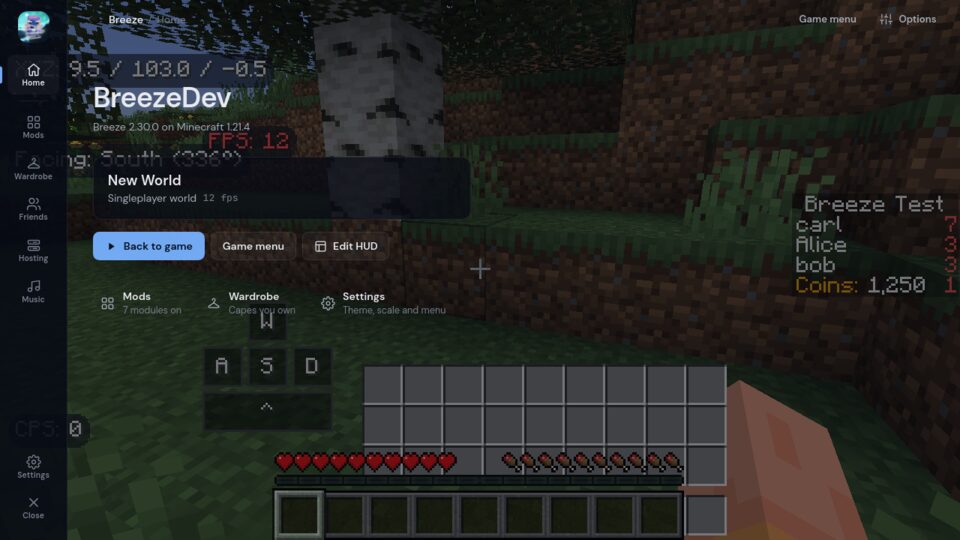 Breeze / Home
Game menu
Options
9.5 / 103.0 / -0.5
Home
BreezeDev
Breeze 2.30.0 on Minecraft 1.21.4
Mods
FPS: 12
Facing: South (336°)
Wardrobe
New World
Singleplayer world 12 fps
Friends
Breeze Test
carl 7
Alice 3
bob 3
Coins: 1,250 1
Back to game
Game menu
Edit HUD
Hosting
Music
Mods
7 modules on
Wardrobe
Capes you own
Settings
Theme, scale and menu
W
A S D
^
CPS: 0
Settings
Close